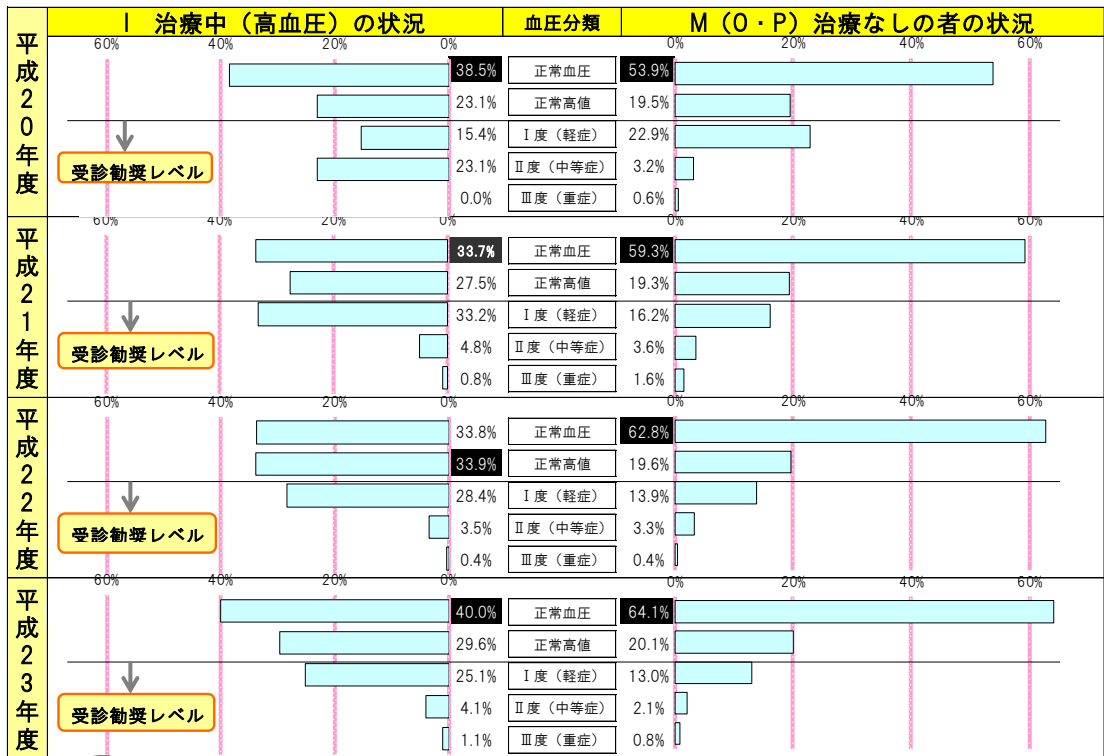 I 治療中（高血圧）の状況 血圧分類 M（O・P）治療なしの者の状況
平成20年度
60% 40% 20% 0% 0% 20% 40% 60%
38.5% 正常血圧 53.9%
23.1% 正常高値 19.5%
15.4% Ⅰ度（軽症） 22.9%
受診勧奨レベル 23.1% Ⅱ度（中等症） 3.2%
0.0% Ⅲ度（重症） 0.6%
平成21年度
60% 40% 20% 0% 0% 20% 40% 60%
33.7% 正常血圧 59.3%
27.5% 正常高値 19.3%
33.2% Ⅰ度（軽症） 16.2%
受診勧奨レベル 4.8% Ⅱ度（中等症） 3.6%
0.8% Ⅲ度（重症） 1.6%
平成22年度
60% 40% 20% 0% 0% 20% 40% 60%
33.8% 正常血圧 62.8%
33.9% 正常高値 19.6%
28.4% Ⅰ度（軽症） 13.9%
受診勧奨レベル 3.5% Ⅱ度（中等症） 3.3%
0.4% Ⅲ度（重症） 0.4%
平成23年度
60% 40% 20% 0% 0% 20% 40% 60%
40.0% 正常血圧 64.1%
29.6% 正常高値 20.1%
25.1% Ⅰ度（軽症） 13.0%
受診勧奨レベル 4.1% Ⅱ度（中等症） 2.1%
1.1% Ⅲ度（重症） 0.8%